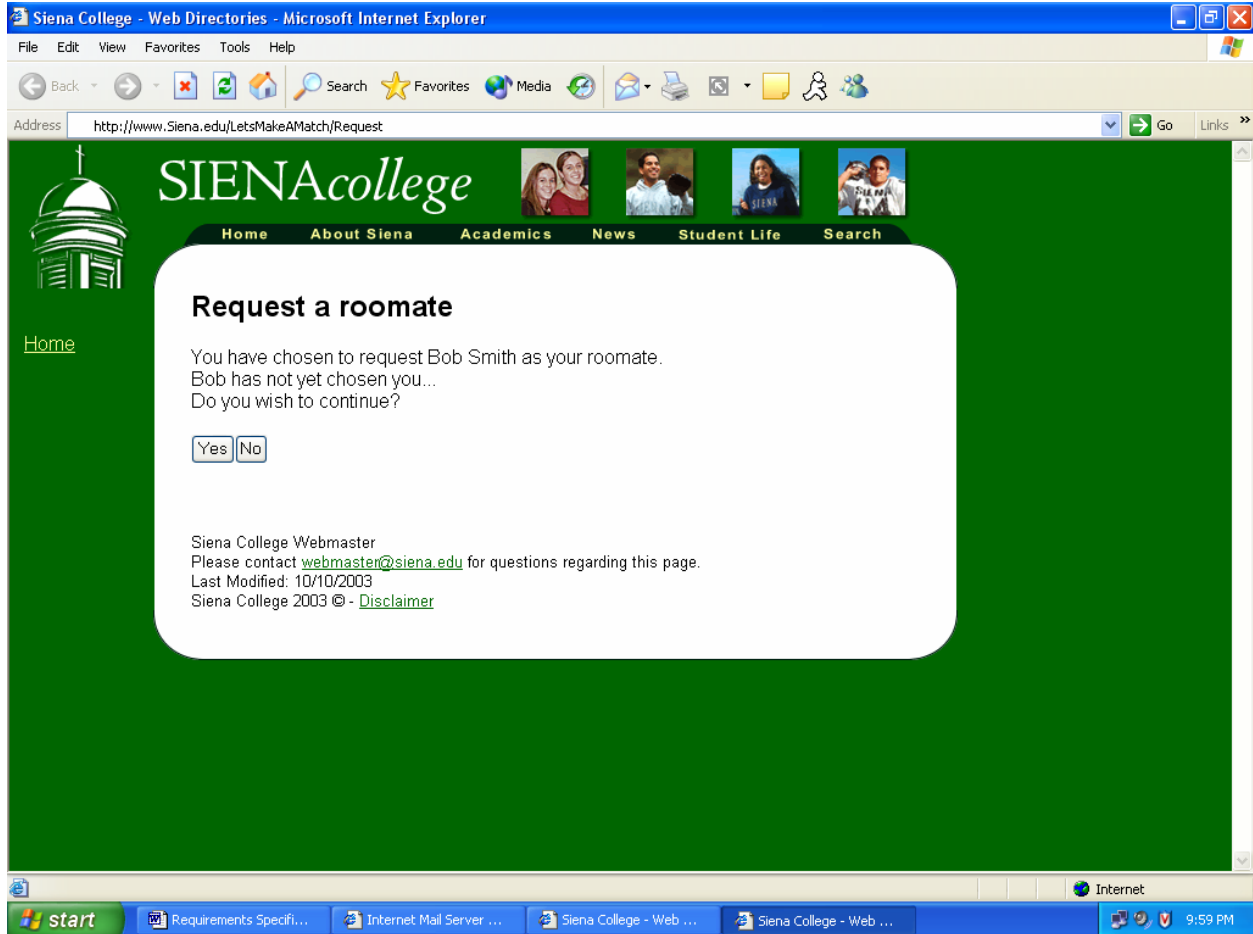 Siena College - Web Directories - Microsoft Internet Explorer
File Edit View Favorites Tools Help
Back Search Favorites Media
Address http://www.Siena.edu/LetsMakeAMatch/Request Go Links »
SIENAcollege
SIENA
SIENA
Home About Siena Academics News Student Life Search
Home
Request a roomate
You have chosen to request Bob Smith as your roomate.
Bob has not yet chosen you...
Do you wish to continue?
Yes No
Siena College Webmaster
Please contact webmaster@siena.edu for questions regarding this page.
Last Modified: 10/10/2003
Siena College 2003 © - Disclaimer
Internet
start Requirements Specifi... Internet Mail Server ... Siena College - Web ... Siena College - Web ... 9:59 PM